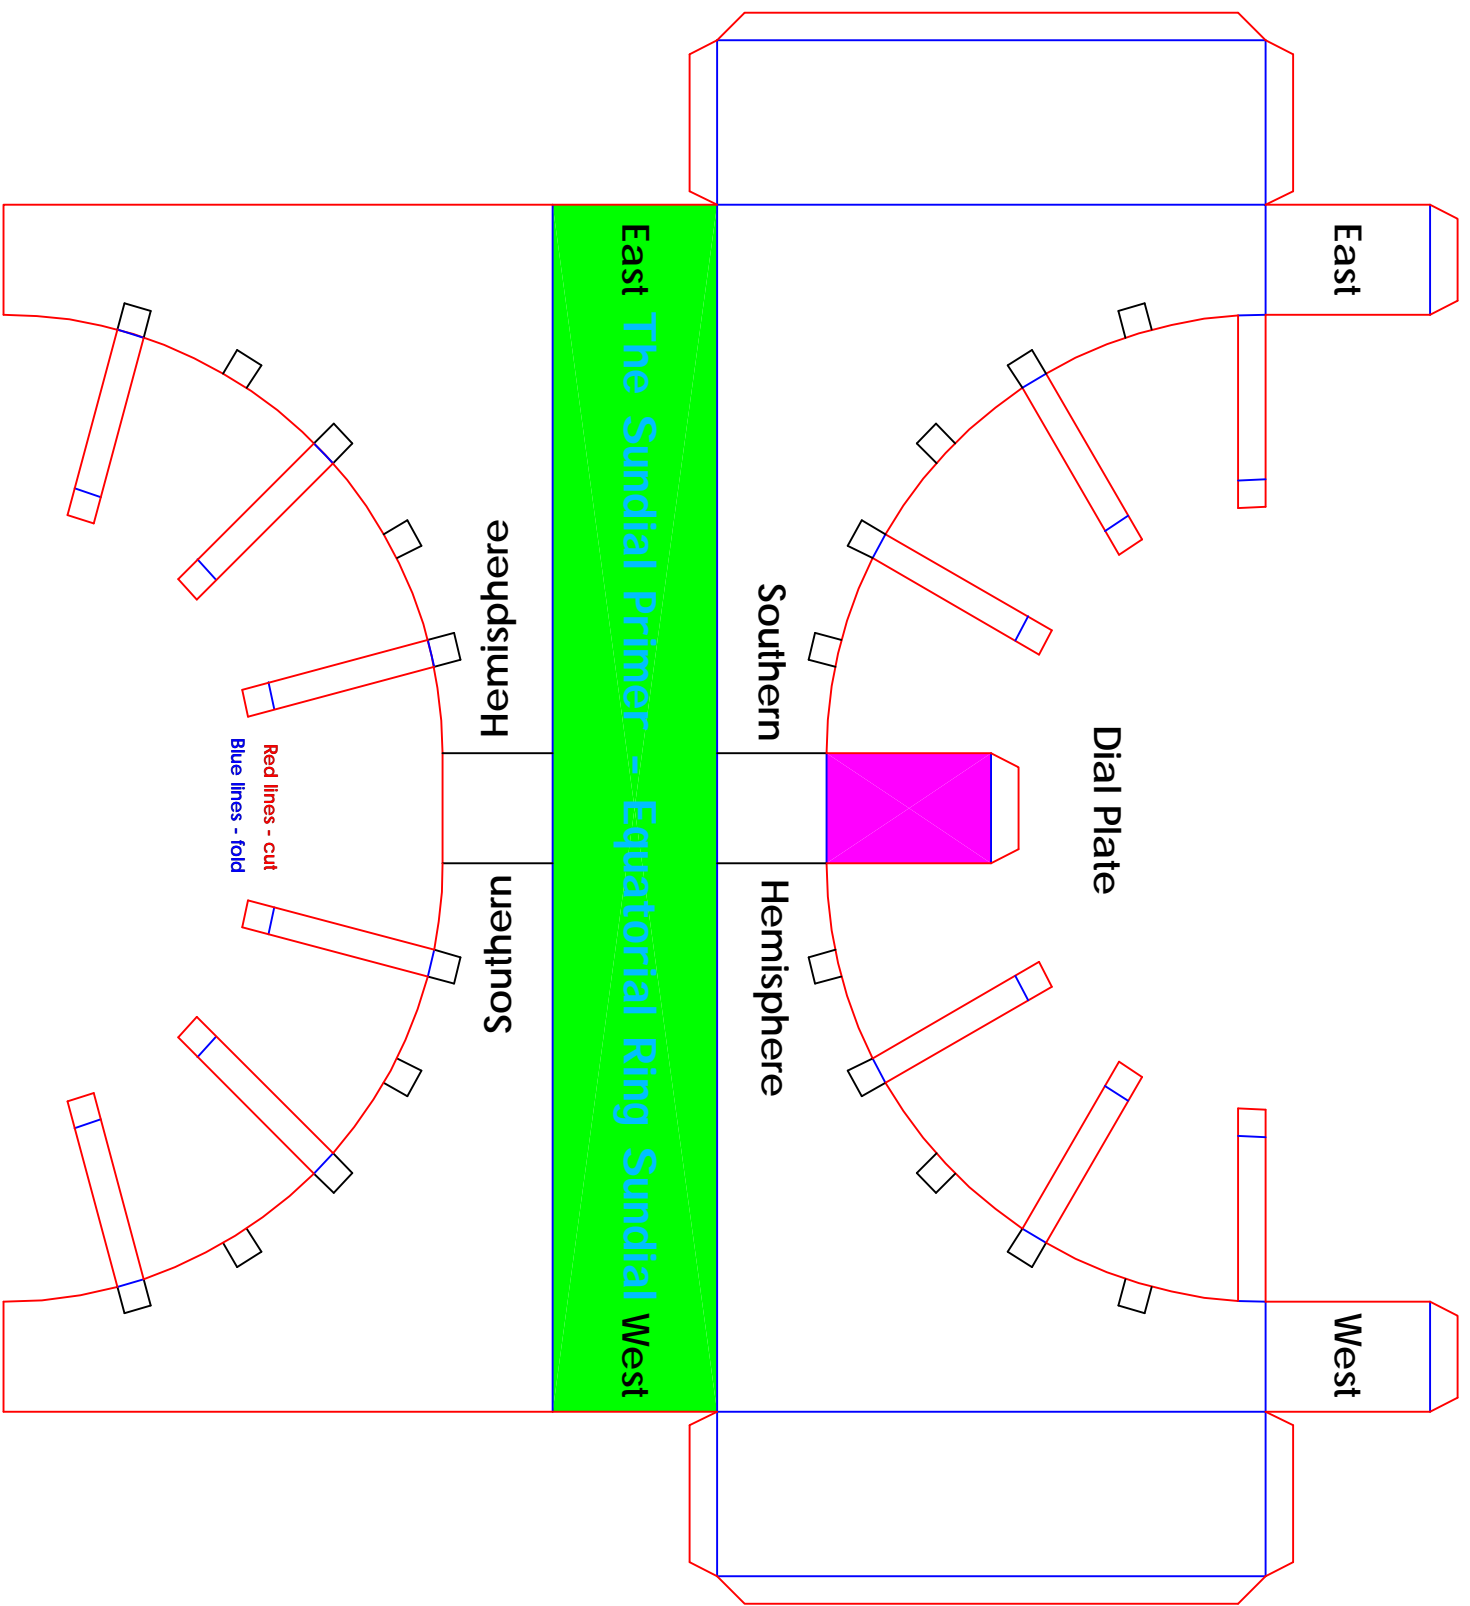 East West
Dial Plate
Southern Hemisphere
East The Sundial Primer - Equatorial Ring Sundial West
Southern Hemisphere
Red lines - cut
Blue lines - fold